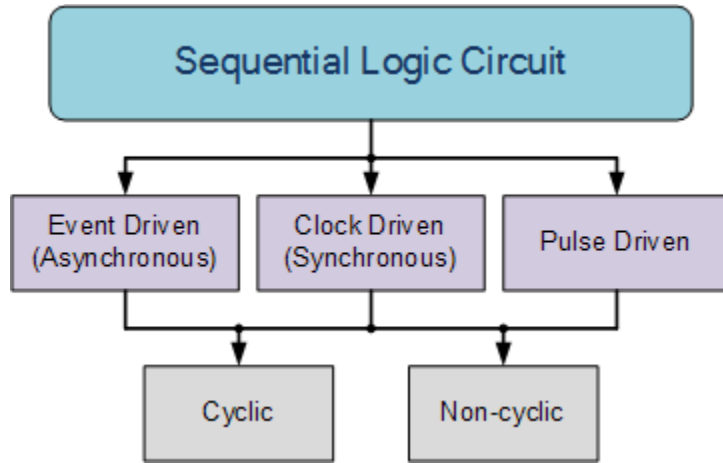 Sequential Logic Circuit
Event Driven
(Asynchronous)
Clock Driven
(Synchronous)
Pulse Driven
Cyclic
Non-cyclic